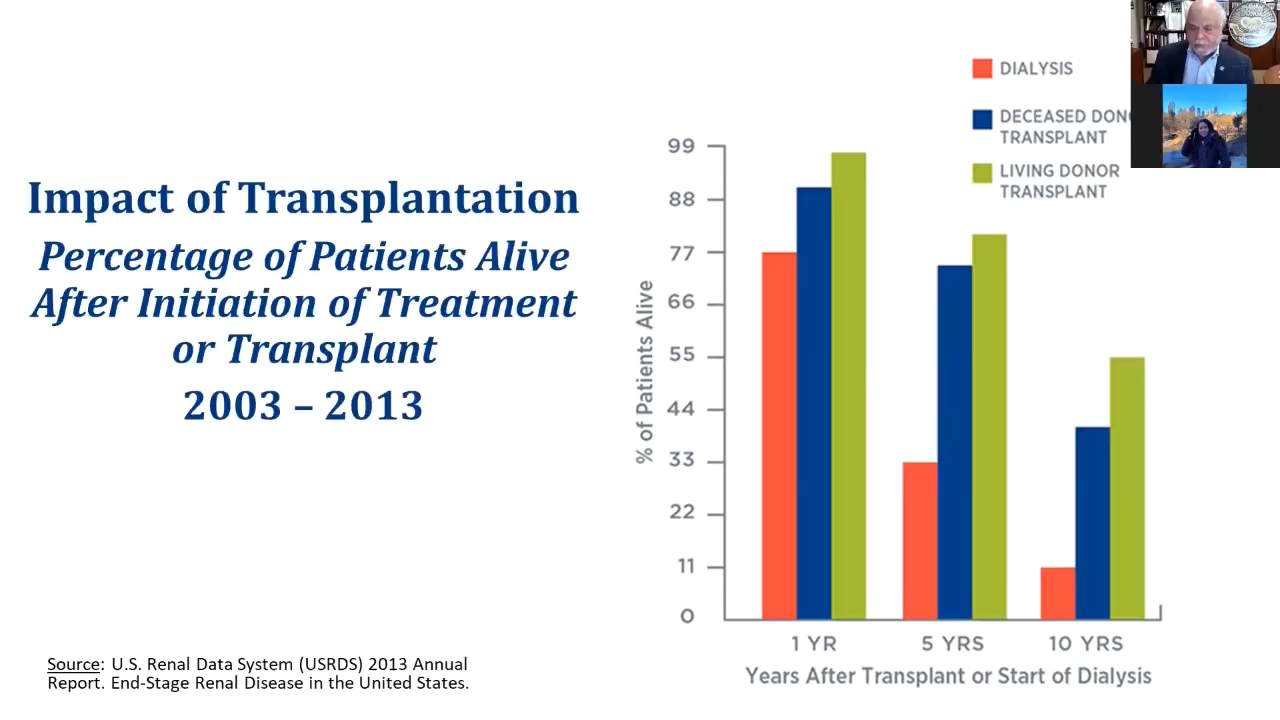 Impact of Transplantation
Percentage of Patients Alive
After Initiation of Treatment
or Transplant
2003 – 2013
Source: U.S. Renal Data System (USRDS) 2013 Annual
Report. End-Stage Renal Disease in the United States.
DIALYSIS
DECEASED
TRANSPLANT
LIVING DONOR
TRANSPLANT
% of Patients Alive
99
88
77
66
55
44
33
22
11
0
1 YR
5 YRS
10 YRS
Years After Transplant or Start of Dialysis